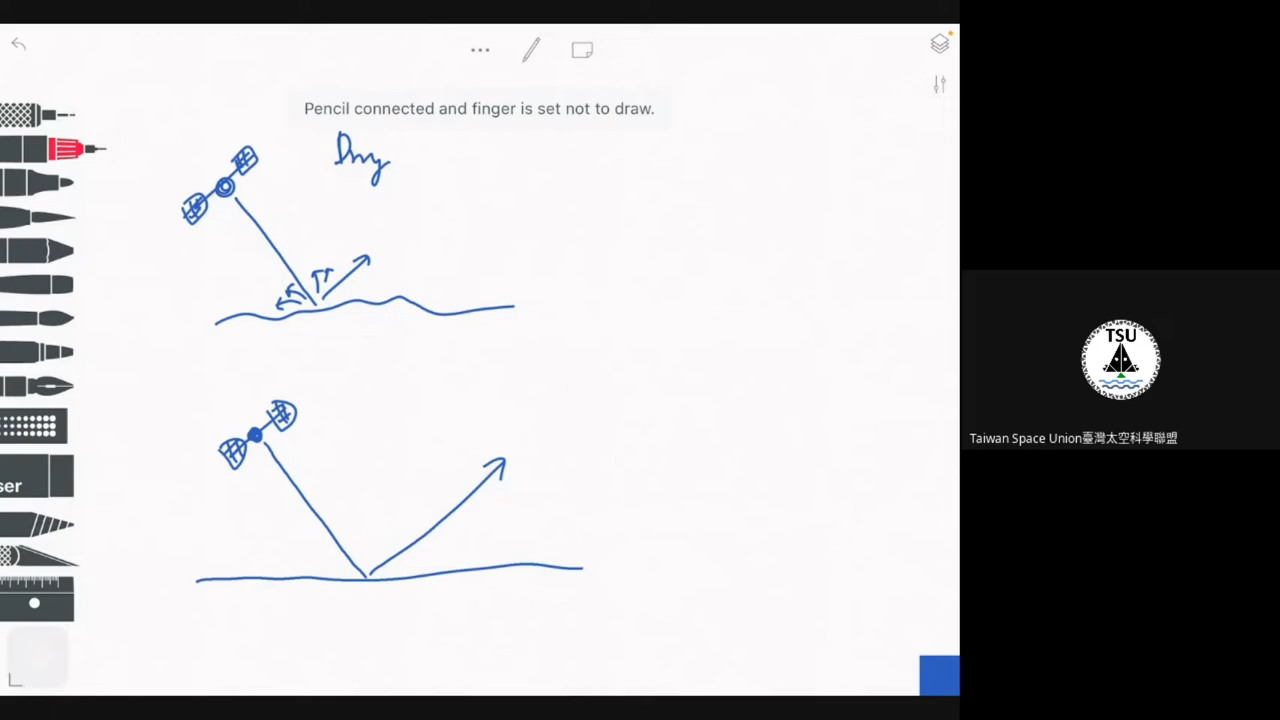 Pencil connected and finger is set not to draw.
Dry
TSU
Taiwan Space Union臺灣太空科學聯盟
ser